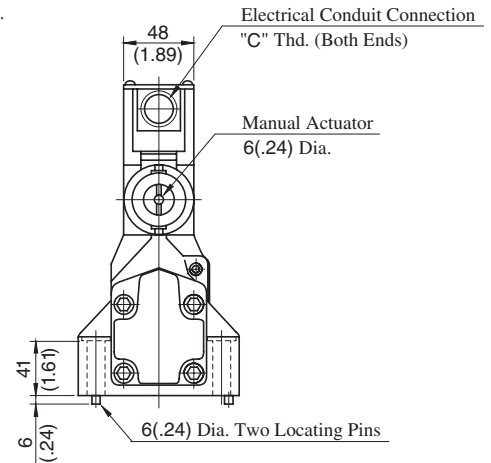 .
Electrical Conduit Connection
"C" Thd. (Both Ends)
48
(1.89)
Manual Actuator
6(.24) Dia.
41
(1.61)
6
(.24)
6(.24) Dia. Two Locating Pins